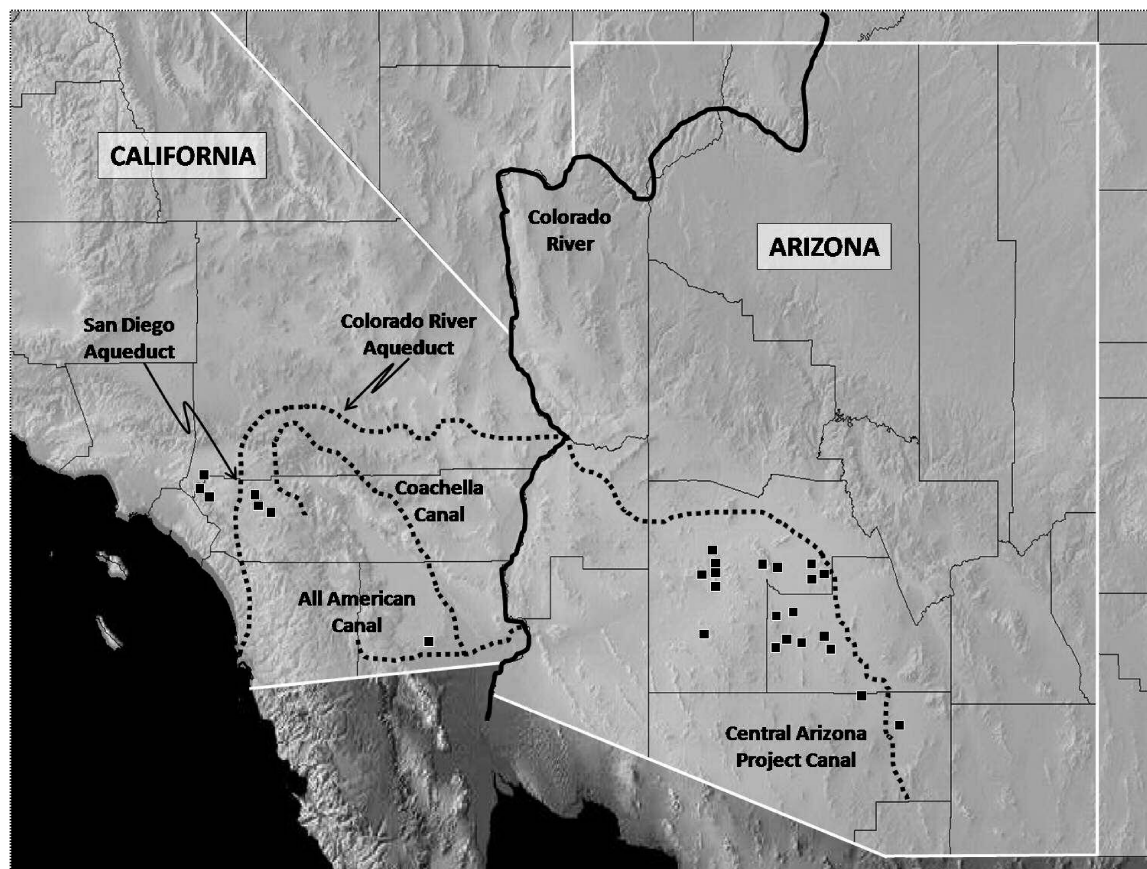 CALIFORNIA
Colorado
River
ARIZONA
San Diego
Aqueduct
Colorado River
Aqueduct
Coachella
Canal
All American
Canal
Central Arizona
Project Canal